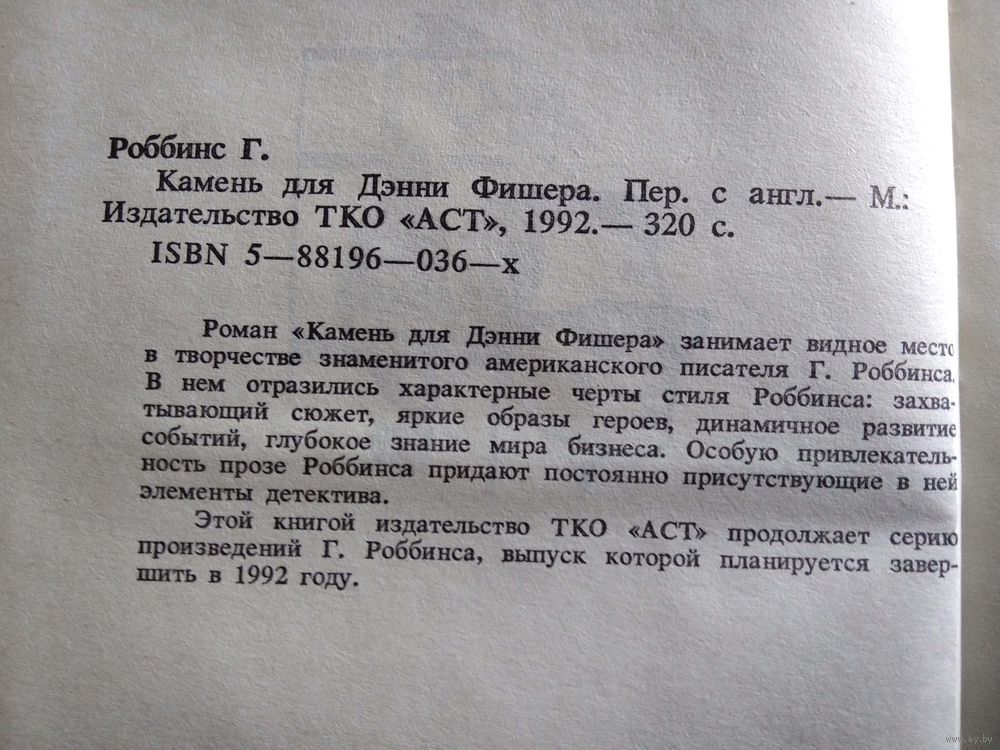 Роббинс Г.
Камень для Дэнни Фишера. Пер. с англ.— М.:
Издательство ТКО «АСТ», 1992.— 320 с.
ISBN 5—88196—036—х
Роман «Камень для Дэнни Фишера» занимает видное место
в творчестве знаменитого американского писателя Г. Роббинса.
В нем отразились характерные черты стиля Роббинса: захва-
тывающий сюжет, яркие образы героев, динамичное развитие
событий, глубокое знание мира бизнеса. Особую привлекатель-
ность прозе Роббинса придают постоянно присутствующие в ней
элементы детектива.
Этой книгой издательство ТКО «АСТ» продолжает серию
произведений Г. Роббинса, выпуск которой планируется завер-
шить в 1992 году.
www.ay.by